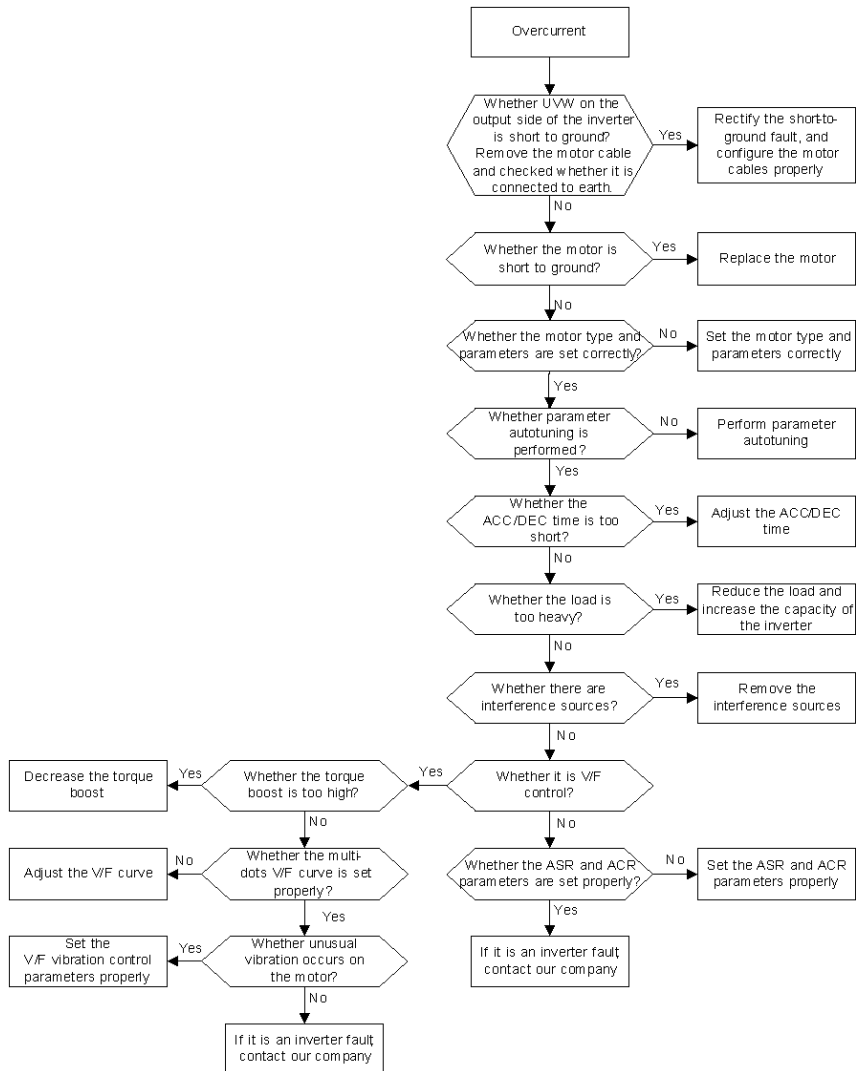 Overcurrent
Whether UVW on the
output side of the inverter
is short to ground?
Remove the motor cable
and checked whether it is
connected to earth.
Yes
Rectify the short-to-
ground fault, and
configure the motor
cables properly
No
Whether the motor is
short to ground?
Yes
Replace the motor
No
Whether the motor type and
parameters are set correctly?
No
Set the motor type and
parameters correctly
Yes
Whether parameter
autotuning is
performed?
No
Perform parameter
autotuning
Yes
Whether the
ACC/DEC time is too
short?
Yes
Adjust the ACC/DEC
time
No
Whether the load is
too heavy?
Yes
Reduce the load and
increase the capacity of
the inverter
No
Whether there are
interference sources?
Yes
Remove the
interference sources
No
Decrease the torque
boost
Yes
Whether the torque
boost is too high?
Yes
Whether it is V/F
control?
No
No
Adjust the V/F curve
No
Whether the multi-
dots V/F curve is set
properly?
Whether the ASR and ACR
parameters are set properly?
No
Set the ASR and ACR
parameters properly
Yes
Yes
Set the
V/F vibration control
parameters properly
Yes
Whether unusual
vibration occurs on
the motor?
If it is an inverter fault,
contact our company
No
If it is an inverter fault,
contact our company